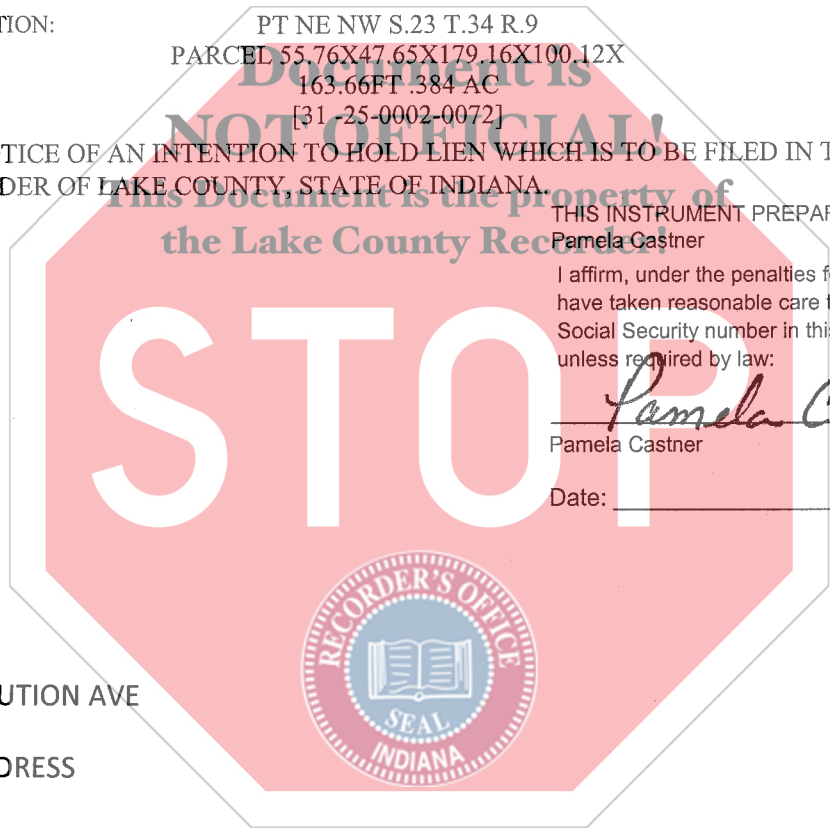 TION: PT NE NW S.23 T.34 R.9
PARCEL 55.76X47.65X179.16X100.12X
163.66FT .384 AC
[31 -25-0002-0072]
Document is
NOT OFFICIAL!
This Document is the property of
the Lake County Recorder!
TICE OF AN INTENTION TO HOLD LIEN WHICH IS TO BE FILED IN T
DER OF LAKE COUNTY, STATE OF INDIANA.
THIS INSTRUMENT PREPAR
Pamela Castner
I affirm, under the penalties f
have taken reasonable care t
Social Security number in this
unless required by law:
Pamela C
Pamela Castner
Date:
STOP
RECORDER'S OFFICE
SEAL
INDIANA
UTION AVE
DRESS